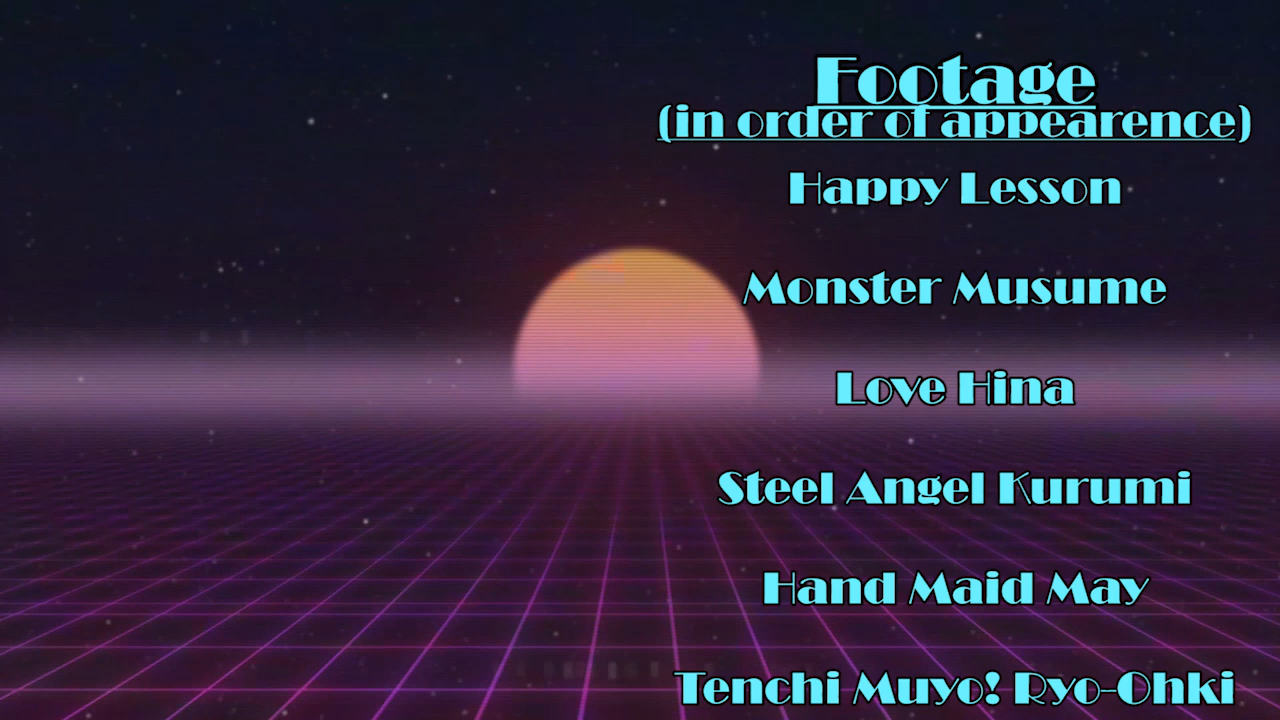 Footage
(in order of appearence)
Happy Lesson
Monster Musume
Love Hina
Steel Angel Kurumi
Hand Maid May
Tenchi Muyo! Ryo-Ohki